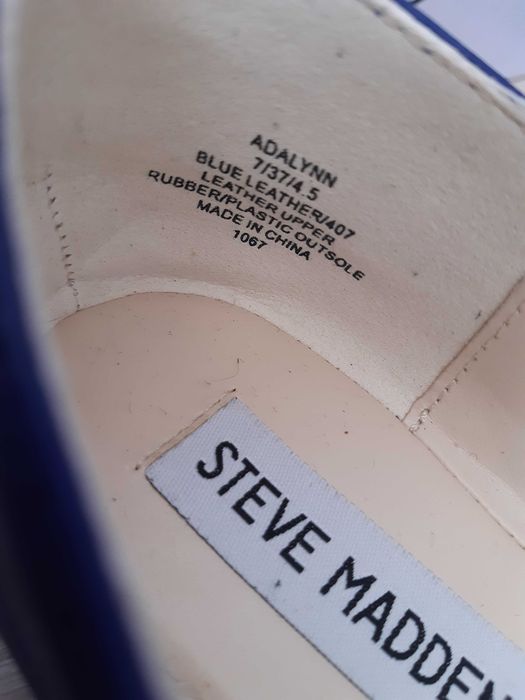 ADALYNN
7/37/4.5
BLUE LEATHER/407
LEATHER UPPER
RUBBER/PLASTIC OUTSOLE
MADE IN CHINA
1067
STEVE MADDEN